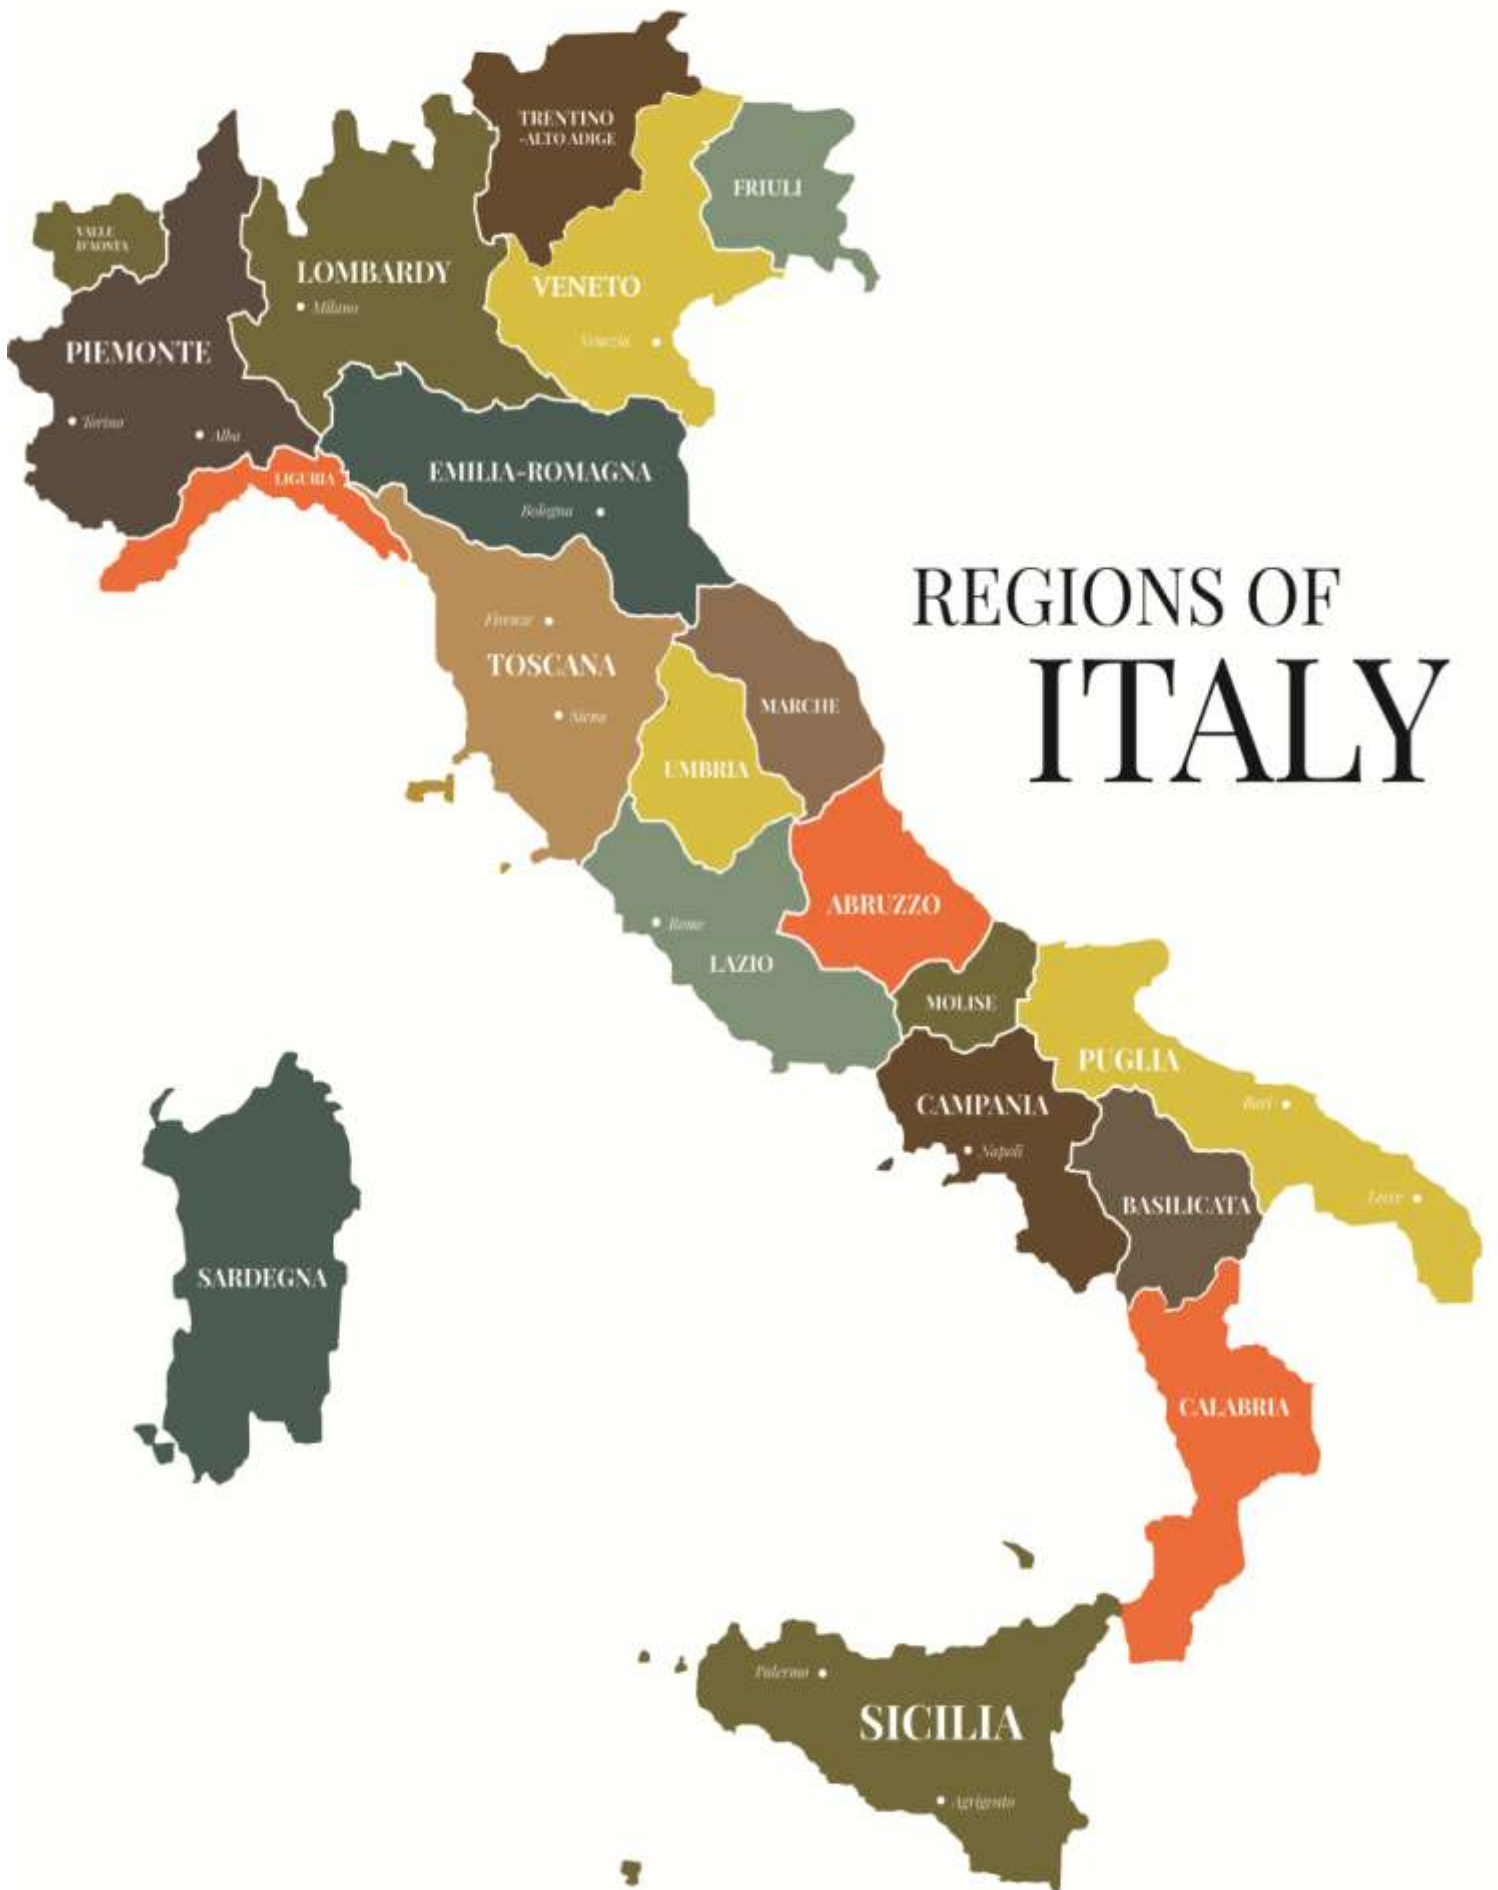 TRENTINO
-ALTO ADIGE
FRIULI
VALLE
D'AOSTA
LOMBARDY
VENETO
Milano
Venezia
PIEMONTE
Torino
Alba
EMILIA-ROMAGNA
LIGURIA
Bologna
REGIONS OF
ITALY
Firenze
TOSCANA
MARCHE
Siena
UMBRIA
ABRUZZO
Rome
LAZIO
MOLISE
PUGLIA
CAMPANIA
Bari
Napoli
BASILICATA
Lecce
SARDEGNA
CALABRIA
Palermo
SICILIA
Agrigento